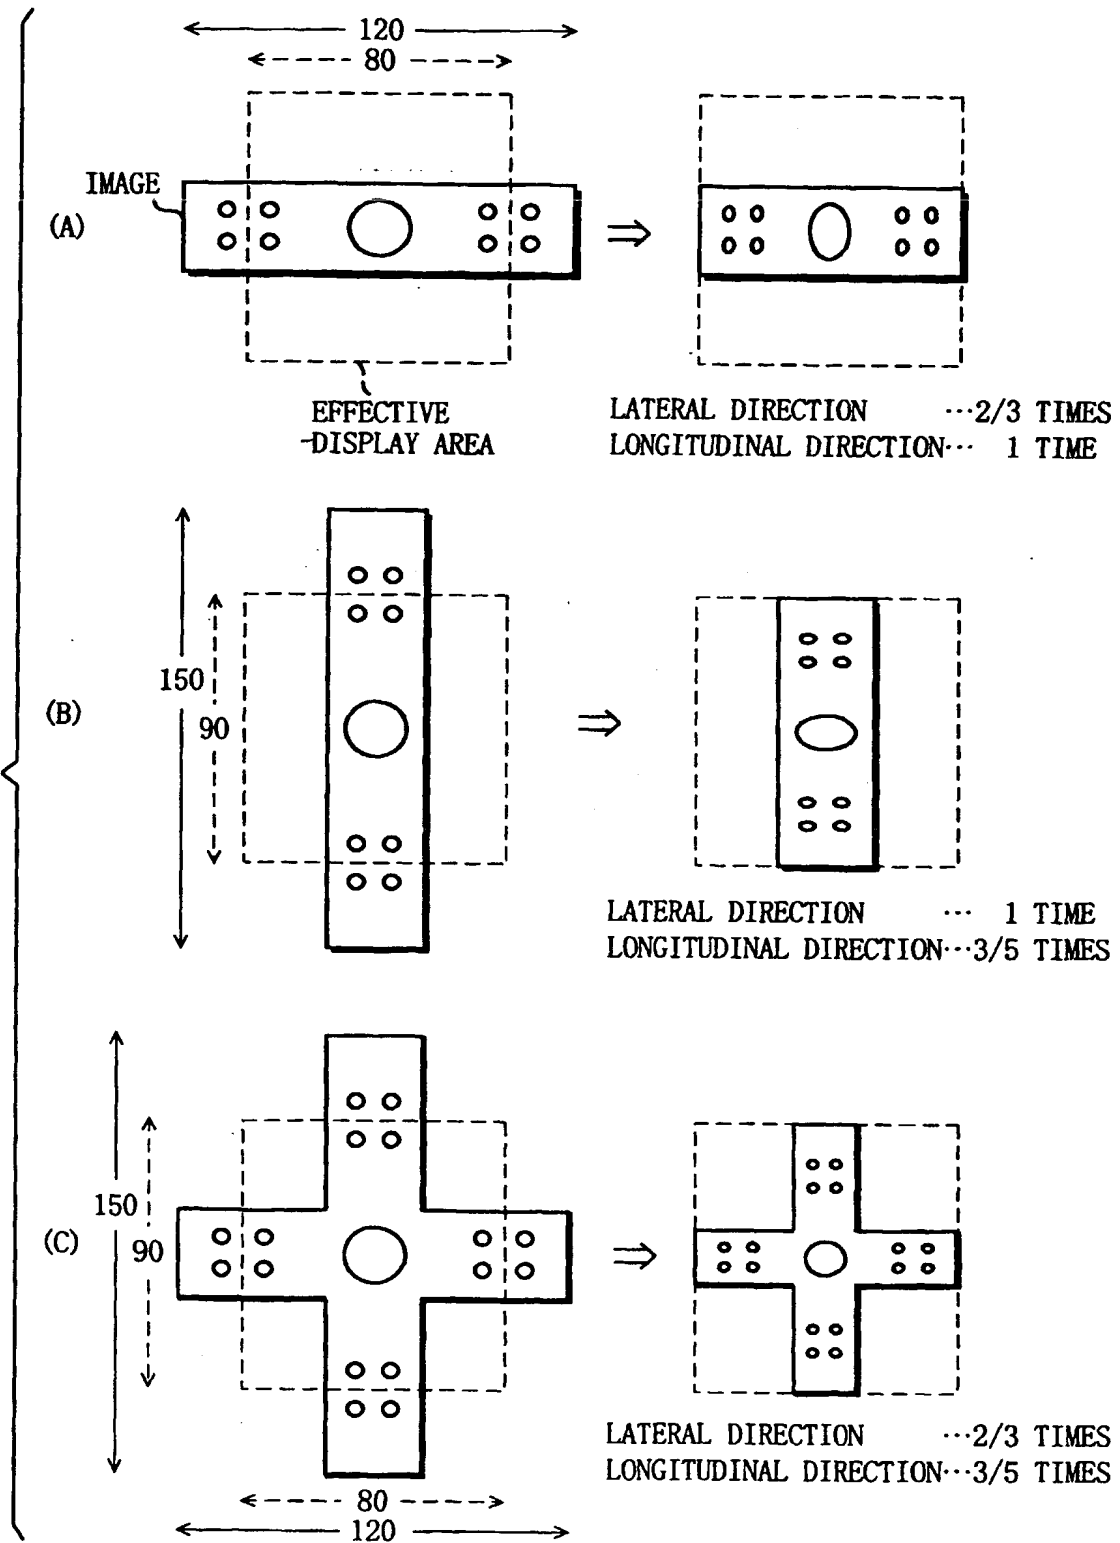 120
80
IMAGE
(A)
EFFECTIVE
DISPLAY AREA
LATERAL DIRECTION ···2/3 TIMES
LONGITUDINAL DIRECTION··· 1 TIME
150
90
(B)
LATERAL DIRECTION ··· 1 TIME
LONGITUDINAL DIRECTION···3/5 TIMES
150
90
(C)
LATERAL DIRECTION ···2/3 TIMES
LONGITUDINAL DIRECTION···3/5 TIMES
80
120